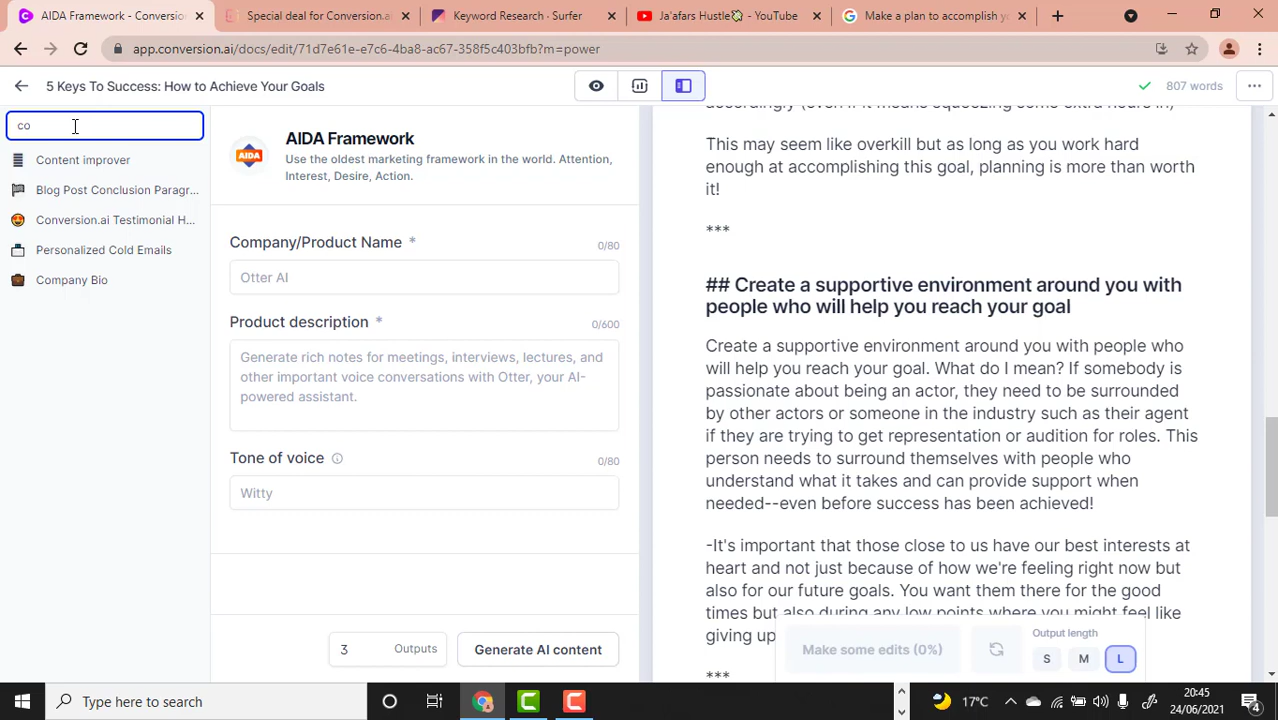 AIDA Framework - Conversion.a
Special deal for Conversion.ai
Keyword Research - Surfer
Ja'afars Hustle - YouTube
Make a plan to accomplish y
app.conversion.ai/docs/edit/71d7e61e-e7c6-4ba8-ac67-358f5c403bfb?m=power
5 Keys To Success: How to Achieve Your Goals
807 words
co
Content improver
Blog Post Conclusion Paragr...
Conversion.ai Testimonial H...
Personalized Cold Emails
Company Bio
AIDA
AIDA Framework
Use the oldest marketing framework in the world. Attention,
Interest, Desire, Action.
Company/Product Name *
0/80
Otter AI
Product description *
0/600
Generate rich notes for meetings, interviews, lectures, and
other important voice conversations with Otter, your AI-
powered assistant.
Tone of voice
0/80
Witty
3 Outputs
Generate AI content
accordingly (even if it means squeezing some extra hours in)
This may seem like overkill but as long as you work hard
enough at accomplishing this goal, planning is more than worth
it!
***
## Create a supportive environment around you with
people who will help you reach your goal
Create a supportive environment around you with people who
will help you reach your goal. What do I mean? If somebody is
passionate about being an actor, they need to be surrounded
by other actors or someone in the industry such as their agent
if they are trying to get representation or audition for roles. This
person needs to surround themselves with people who
understand what it takes and can provide support when
needed--even before success has been achieved!
-It's important that those close to us have our best interests at
heart and not just because of how we're feeling right now but
also for our future goals. You want them there for the good
times but also during any low points where you might feel like
giving up
***
Make some edits (0%)
Output length
S M L
Type here to search
17°C
20:45
24/06/2021
4